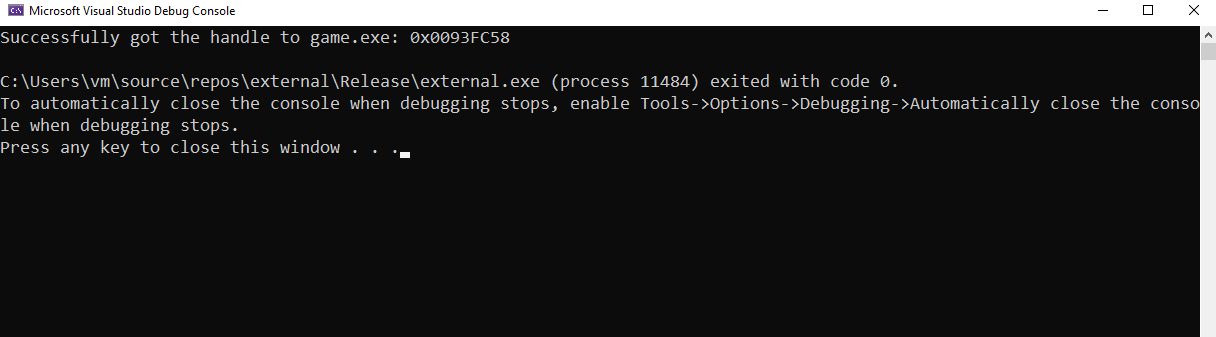 Microsoft Visual Studio Debug Console
Successfully got the handle to game.exe: 0x0093FC58
C:\Users\vm\source\repos\external\Release\external.exe (process 11484) exited with code 0.
To automatically close the console when debugging stops, enable Tools->Options->Debugging->Automatically close the conso
le when debugging stops.
Press any key to close this window . . .